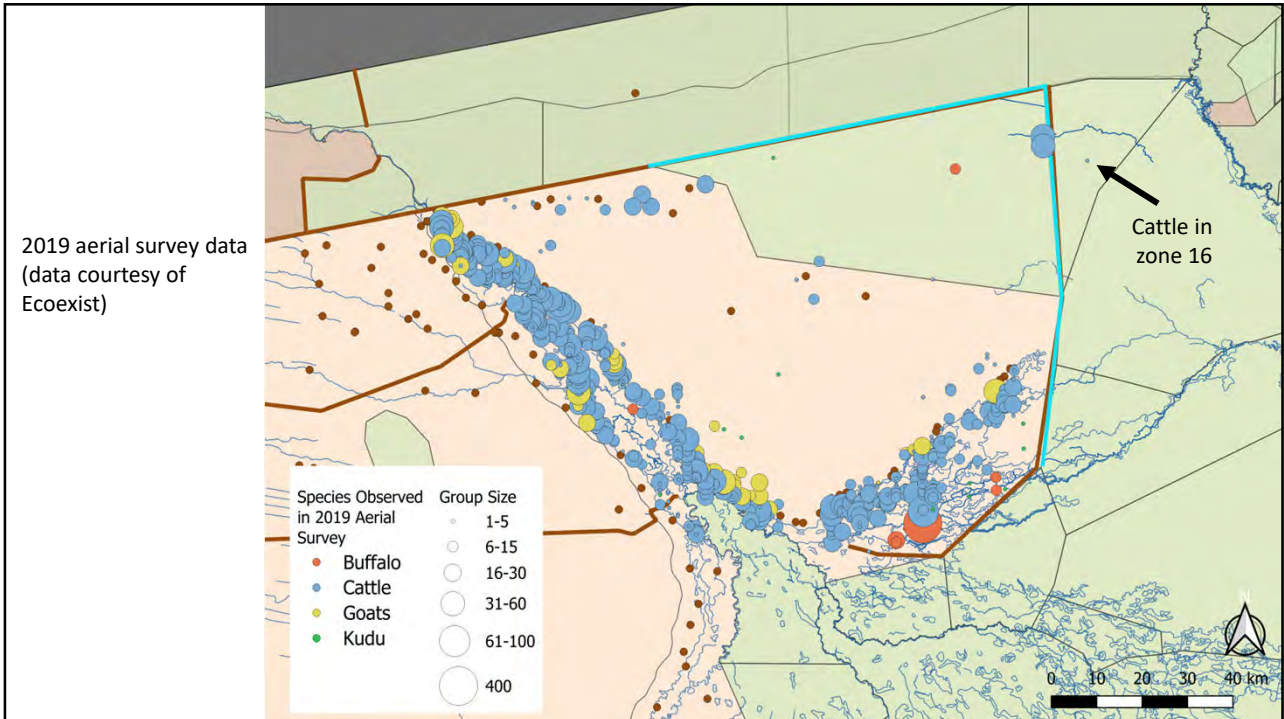 2019 aerial survey data
(data courtesy of
Ecoexist)
Cattle in
zone 16
Species Observed
in 2019 Aerial
Survey
Buffalo
Cattle
Goats
Kudu
Group Size
1-5
6-15
16-30
31-60
61-100
400
N
0 10 20 30 40 km